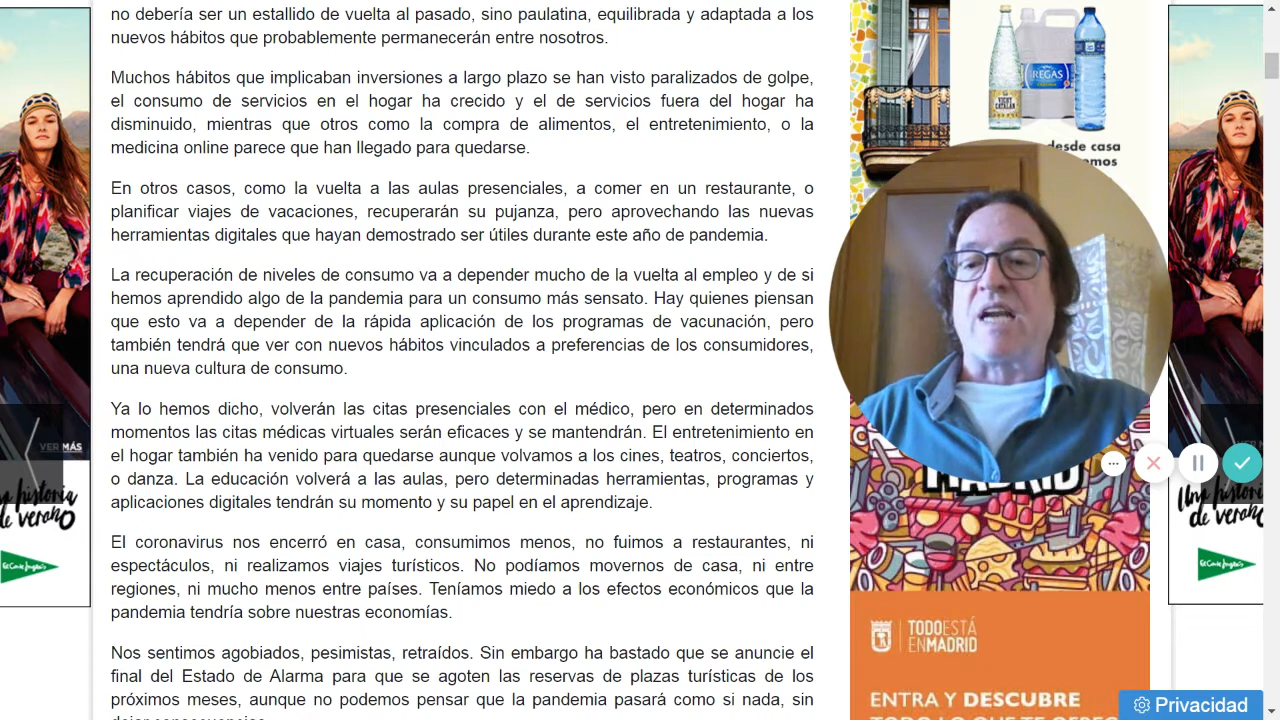 no debería ser un estallido de vuelta al pasado, sino paulatina, equilibrada y adaptada a los
nuevos hábitos que probablemente permanecerán entre nosotros.
Muchos hábitos que implicaban inversiones a largo plazo se han visto paralizados de golpe,
el consumo de servicios en el hogar ha crecido y el de servicios fuera del hogar ha
disminuido, mientras que otros como la compra de alimentos, el entretenimiento, o la
medicina online parece que han llegado para quedarse.
En otros casos, como la vuelta a las aulas presenciales, a comer en un restaurante, o
planificar viajes de vacaciones, recuperarán su pujanza, pero aprovechando las nuevas
herramientas digitales que hayan demostrado ser útiles durante este año de pandemia.
La recuperación de niveles de consumo va a depender mucho de la vuelta al empleo y de si
hemos aprendido algo de la pandemia para un consumo más sensato. Hay quienes piensan
que esto va a depender de la rápida aplicación de los programas de vacunación, pero
también tendrá que ver con nuevos hábitos vinculados a preferencias de los consumidores,
una nueva cultura de consumo.
Ya lo hemos dicho, volverán las citas presenciales con el médico, pero en determinados
momentos las citas médicas virtuales serán eficaces y se mantendrán. El entretenimiento en
el hogar también ha venido para quedarse aunque volvamos a los cines, teatros, conciertos,
o danza. La educación volverá a las aulas, pero determinadas herramientas, programas y
aplicaciones digitales tendrán su momento y su papel en el aprendizaje.
El coronavirus nos encerró en casa, consumimos menos, no fuimos a restaurantes, ni
espectáculos, ni realizamos viajes turísticos. No podíamos movernos de casa, ni entre
regiones, ni mucho menos entre países. Teníamos miedo a los efectos económicos que la
pandemia tendría sobre nuestras economías.
Nos sentimos agobiados, pesimistas, retraídos. Sin embargo ha bastado que se anuncie el
final del Estado de Alarma para que se agoten las reservas de plazas turísticas de los
próximos meses, aunque no podemos pensar que la pandemia pasará como si nada, sin
dejar consecuencias
VER MÁS
historia
de verano
El Corte Inglés
REGAS
VICHY
CATALAN
desde casa
MADRID
TODO ESTÁ
EN MADRID
ENTRA Y DESCUBRE
TODO LO QUE TE OFRECE
Una historia
de verano
El Corte Inglés
Privacidad